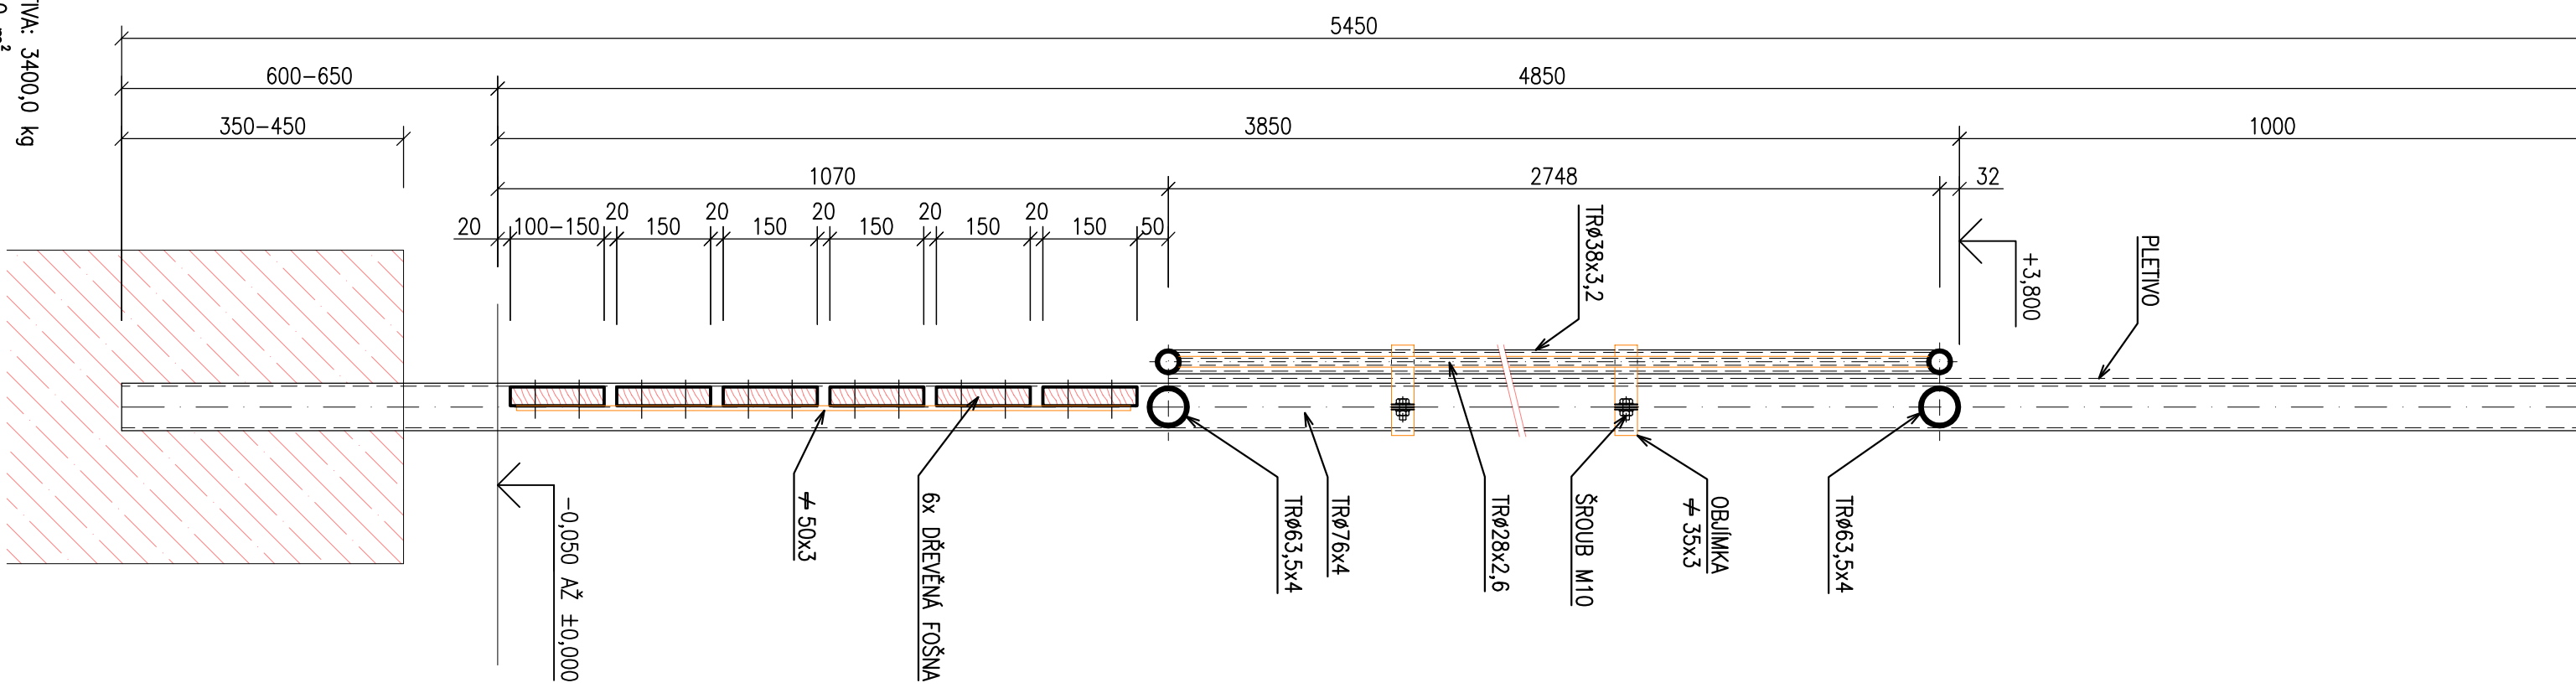 5450
600-650
4850
350-450
3850
1000
1070
2748
32
20
100-150
20
150
20
150
20
150
20
150
20
150
50
TRø38x3,2
+3,800
PLETIVO
-0,050 AŽ ±0,000
50x3
6x DŘEVĚNÁ FOŠNA
TRø63,5x4
TRø76x4
TRø28x2,6
ŠROUB M10
OBJÍMKA
35x3
TRø63,5x4
3400,0 kg
m²